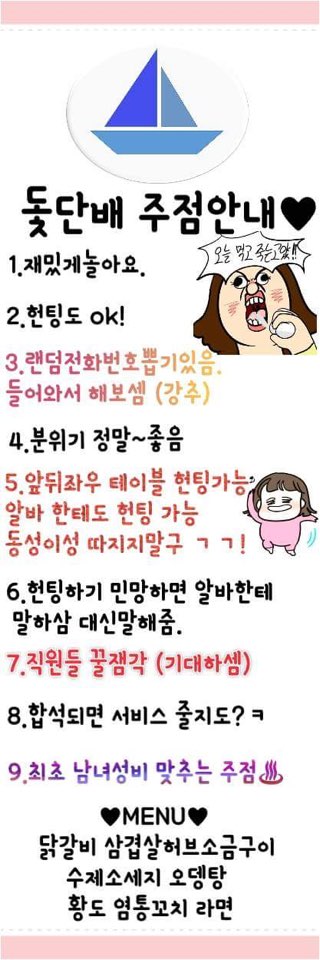 돛단배 주점안내♥
오늘 먹고 죽는고얏!!
1.재밌게놀아요.
2.헌팅도 ok!
3.랜덤전화번호뽑기있음.
들어와서 해보셈 (강추)
4.분위기 정말~좋음
5.앞뒤좌우 테이블 헌팅가능~
알바 한테도 헌팅 가능
동성이성 따지지말구 ㄱㄱ!
6.헌팅하기 민망하면 알바한테
말하삼 대신말해줌.
7.직원들 꿀잼각 (기대하셈)
8.합석되면 서비스 줄지도?ㅋ
9.최초 남녀성비 맞추는 주점♨
♥MENU♥
닭갈비 삼겹살허브소금구이
수제소세지 오뎅탕
황도 염통꼬치 라면